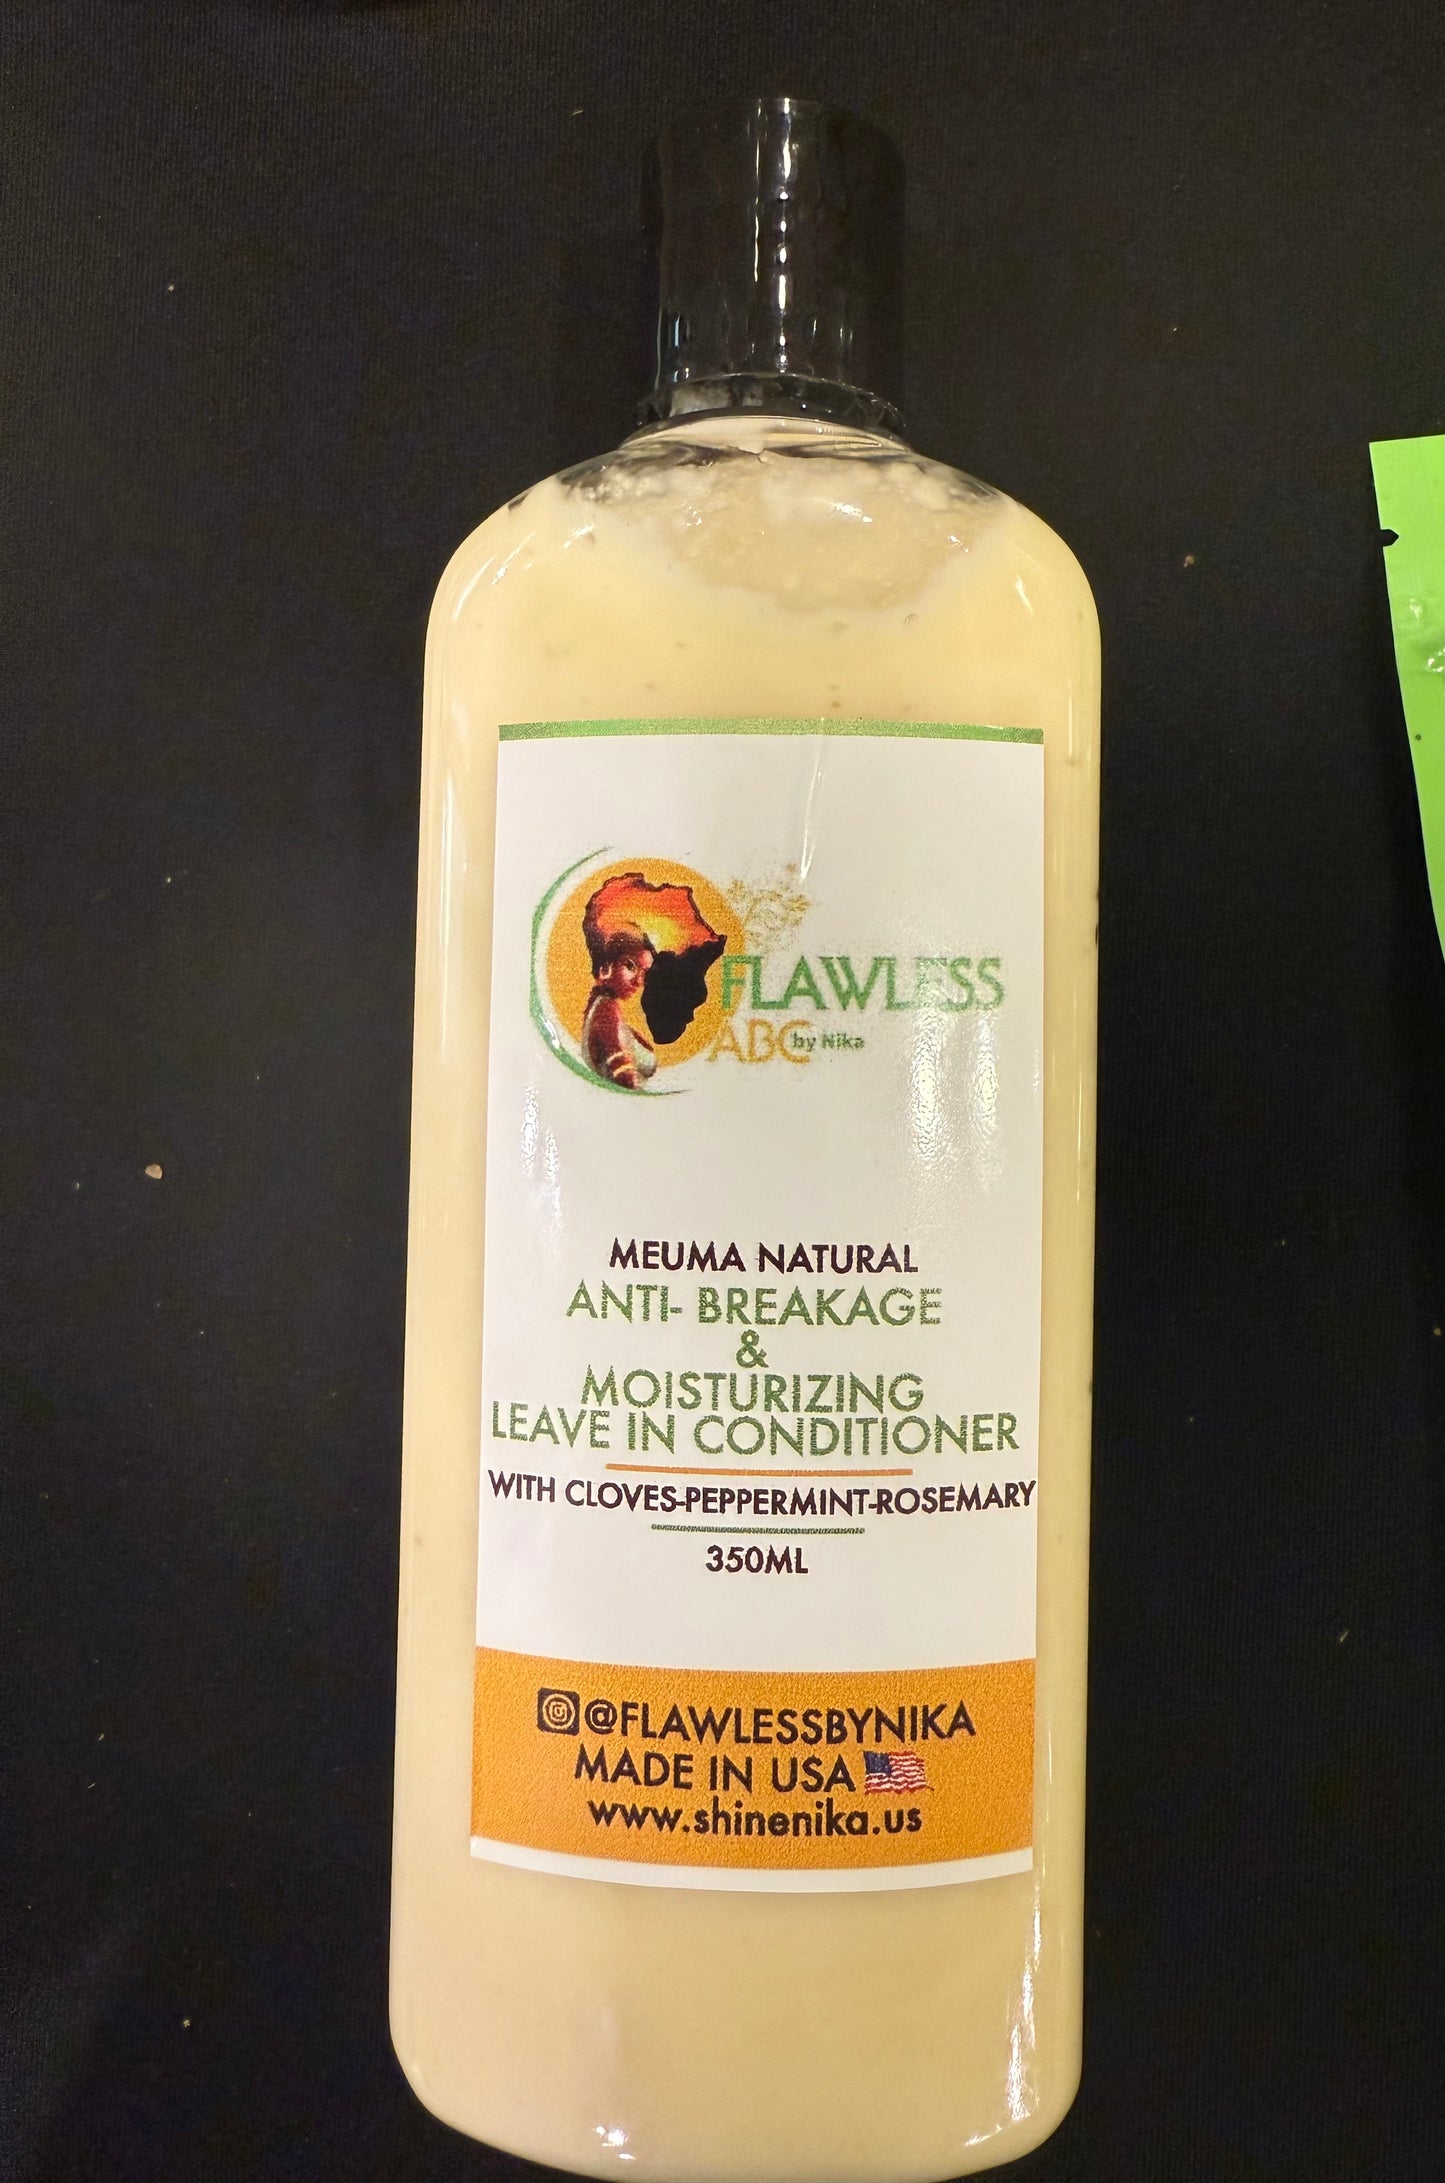 FLAWLESS
ABC by Nika
MEUMA NATURAL
ANTI- BREAKAGE
&
MOISTURIZING
LEAVE IN CONDITIONER
WITH CLOVES-PEPPERMINT-ROSEMARY
350ML
@FLAWLESSBYNIKA
MADE IN USA
www.shinenika.us